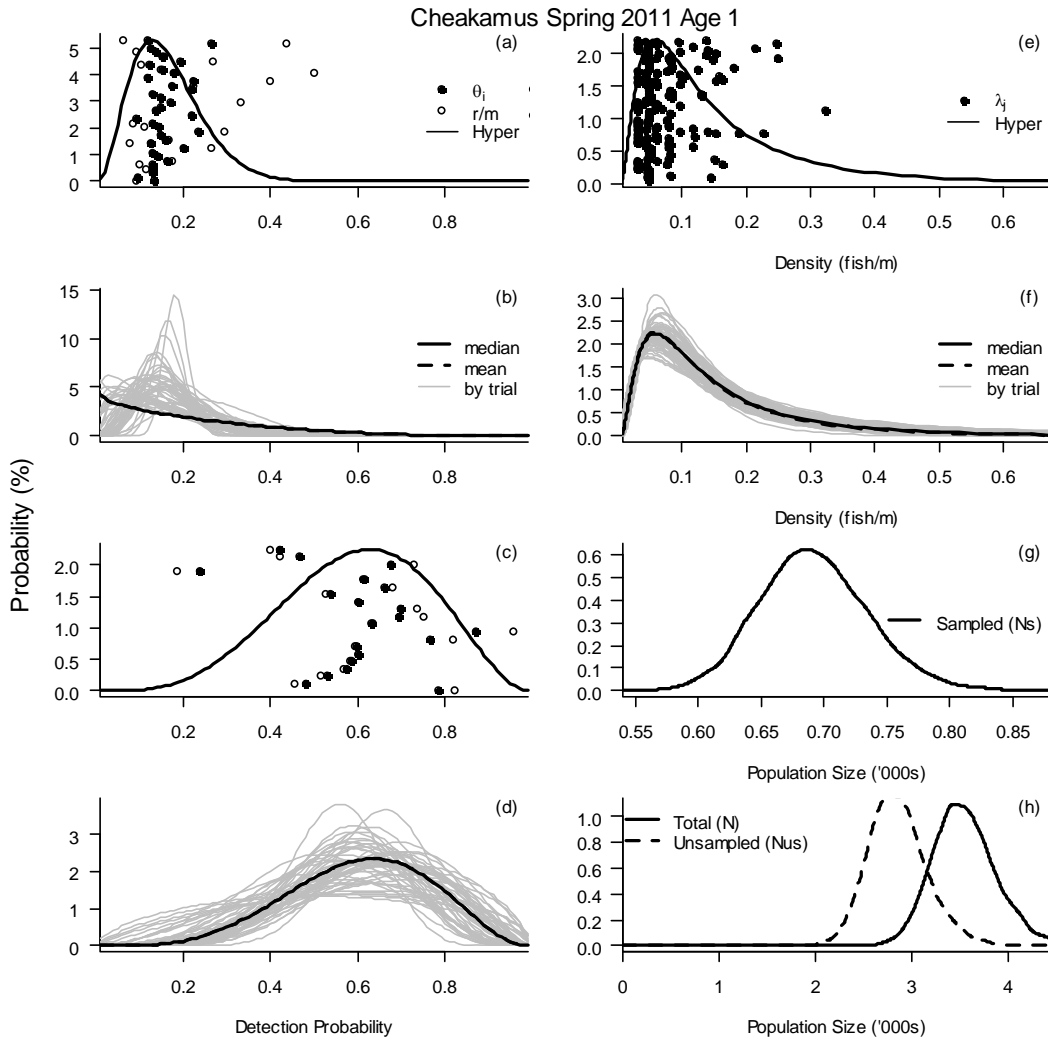 Cheakamus Spring 2011 Age 1
Probability (%)
(a)
5
4
3
2
1
0
θi
r/m
Hyper
0.2 0.4 0.6 0.8
(e)
2.0
1.5
1.0
0.5
0.0
λj
Hyper
0.1 0.2 0.3 0.4 0.5 0.6
Density (fish/m)
(b)
15
10
5
0
median
mean
by trial
0.2 0.4 0.6 0.8
(f)
3.0
2.5
2.0
1.5
1.0
0.5
0.0
median
mean
by trial
0.1 0.2 0.3 0.4 0.5 0.6
Density (fish/m)
(c)
2.0
1.5
1.0
0.5
0.0
0.2 0.4 0.6 0.8
(g)
0.6
0.5
0.4
0.3
0.2
0.1
0.0
Sampled (Ns)
0.55 0.60 0.65 0.70 0.75 0.80 0.85
Population Size ('000s)
(d)
3
2
1
0
0.2 0.4 0.6 0.8
Detection Probability
(h)
1.0
0.8
0.6
0.4
0.2
0.0
Total (N)
Unsampled (Nus)
0 1 2 3 4
Population Size ('000s)